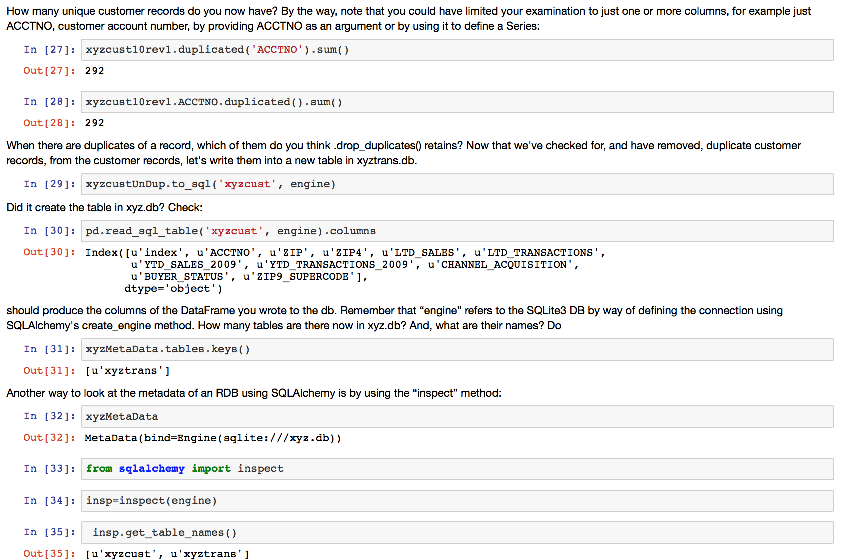 How many unique customer records do you now have? By the way, note that you could have limited your examination to just one or more columns, for example just
ACCTNO, customer account number, by providing ACCTNO as an argument or by using it to define a Series:
In [27]: xyzcust10rev1.duplicated('ACCTNO').sum()
Out[27]: 292
In [28]: xyzcust10rev1.ACCTNO.duplicated().sum()
Out[28]: 292
When there are duplicates of a record, which of them do you think .drop_duplicates() retains? Now that we've checked for, and have removed, duplicate customer
records, from the customer records, let's write them into a new table in xyztrans.db.
In [29]: xyzcustUnDup.to_sql('xyzcust', engine)
Did it create the table in xyz.db? Check:
In [30]: pd.read_sql_table('xyzcust', engine).columns
Out[30]: Index([u'index', u'ACCTNO', u'ZIP', u'ZIP4', u'LTD_SALES', u'LTD_TRANSACTIONS',
u'YTD_SALES_2009', u'YTD_TRANSACTIONS_2009', u'CHANNEL_ACQUISITION',
u'BUYER_STATUS', u'ZIP9_SUPERCODE'],
dtype='object')
should produce the columns of the DataFrame you wrote to the db. Remember that “engine” refers to the SQLite3 DB by way of defining the connection using
SQLAlchemy's create_engine method. How many tables are there now in xyz.db? And, what are their names? Do
In [31]: xyzMetaData.tables.keys()
Out[31]: [u'xyztrans']
Another way to look at the metadata of an RDB using SQLAlchemy is by using the “inspect” method:
In [32]: xyzMetaData
Out[32]: MetaData(bind=Engine(sqlite:///xyz.db))
In [33]: from sqlalchemy import inspect
In [34]: insp=inspect(engine)
In [35]: insp.get_table_names()
Out[35]: [u'xyzcust', u'xyztrans']